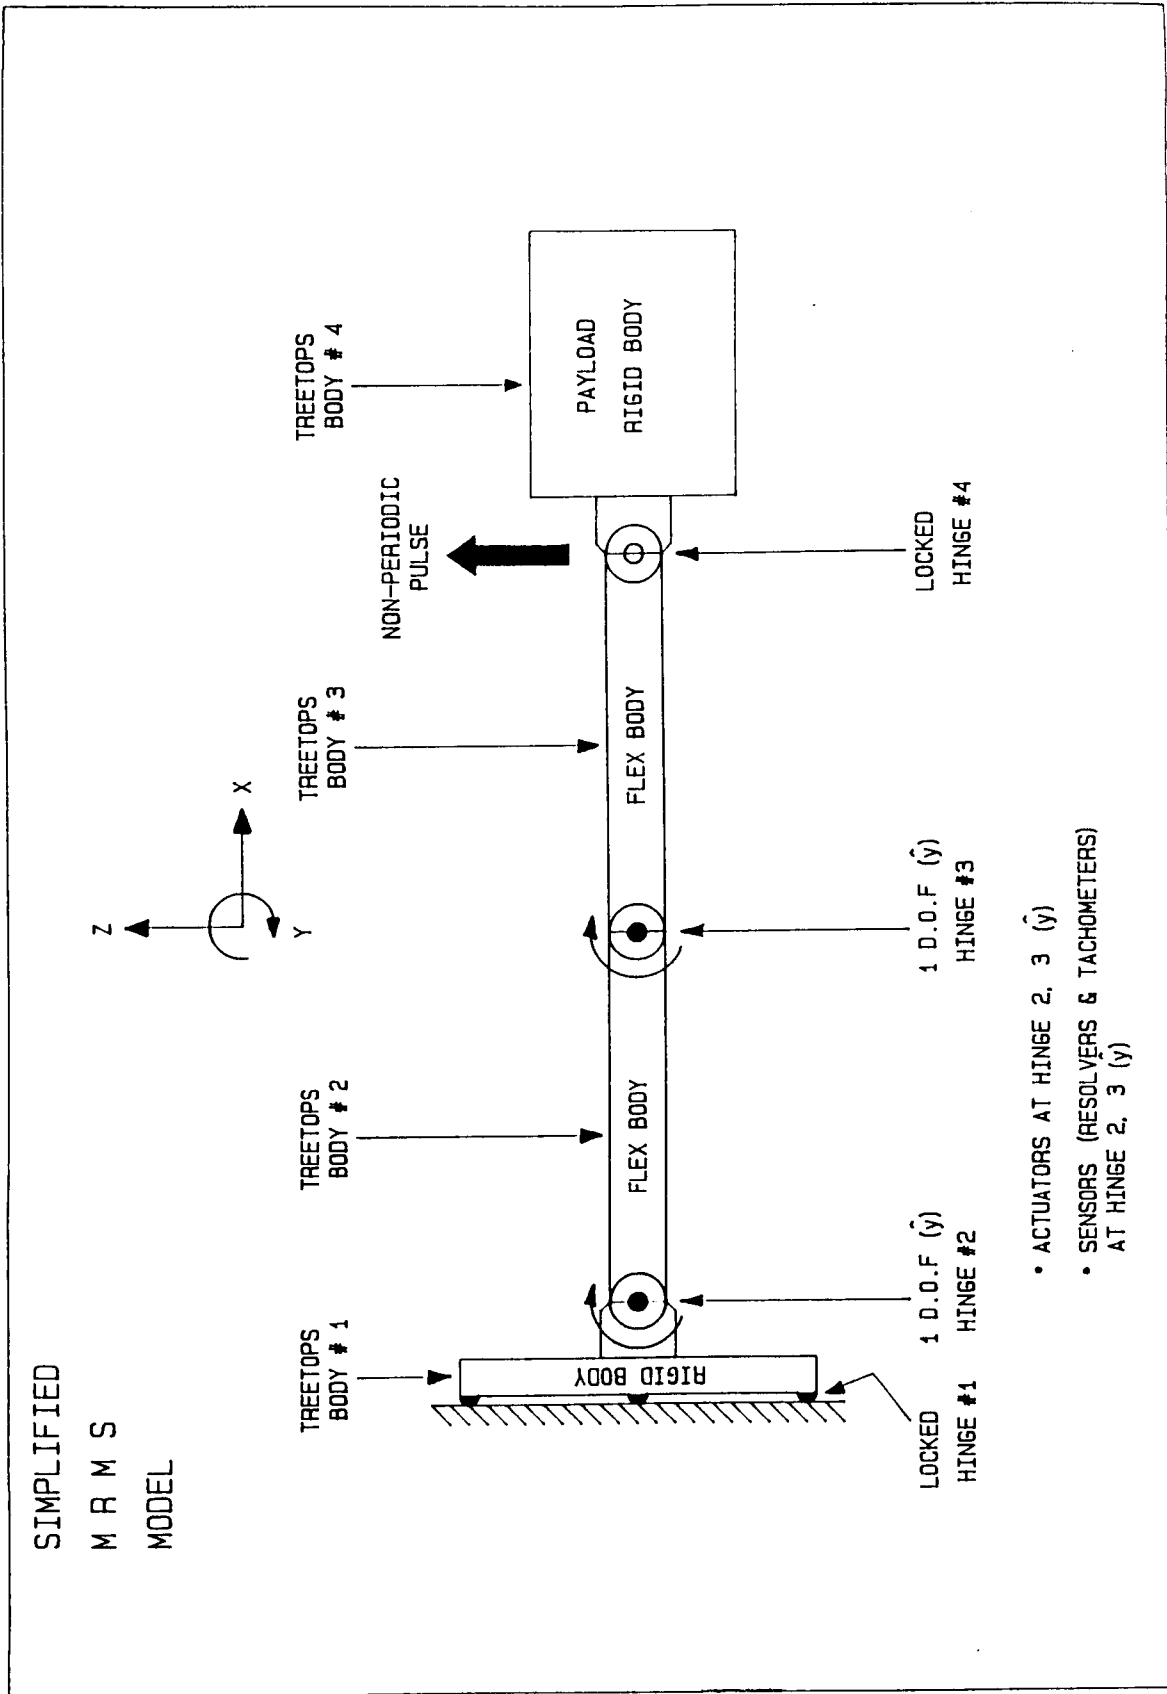 SIMPLIFIED
M R M S
MODEL
Z
X
Y
TREETOPS
BODY # 1
TREETOPS
BODY # 2
TREETOPS
BODY # 3
TREETOPS
BODY # 4
NON-PERIODIC
PULSE
RIGID BODY
FLEX BODY
FLEX BODY
PAYLOAD
RIGID BODY
LOCKED
HINGE #1
1 D.O.F (ŷ)
HINGE #2
1 D.O.F (ŷ)
HINGE #3
LOCKED
HINGE #4
• ACTUATORS AT HINGE 2, 3 (ŷ)
• SENSORS (RESOLVERS & TACHOMETERS)
AT HINGE 2, 3 (ŷ)